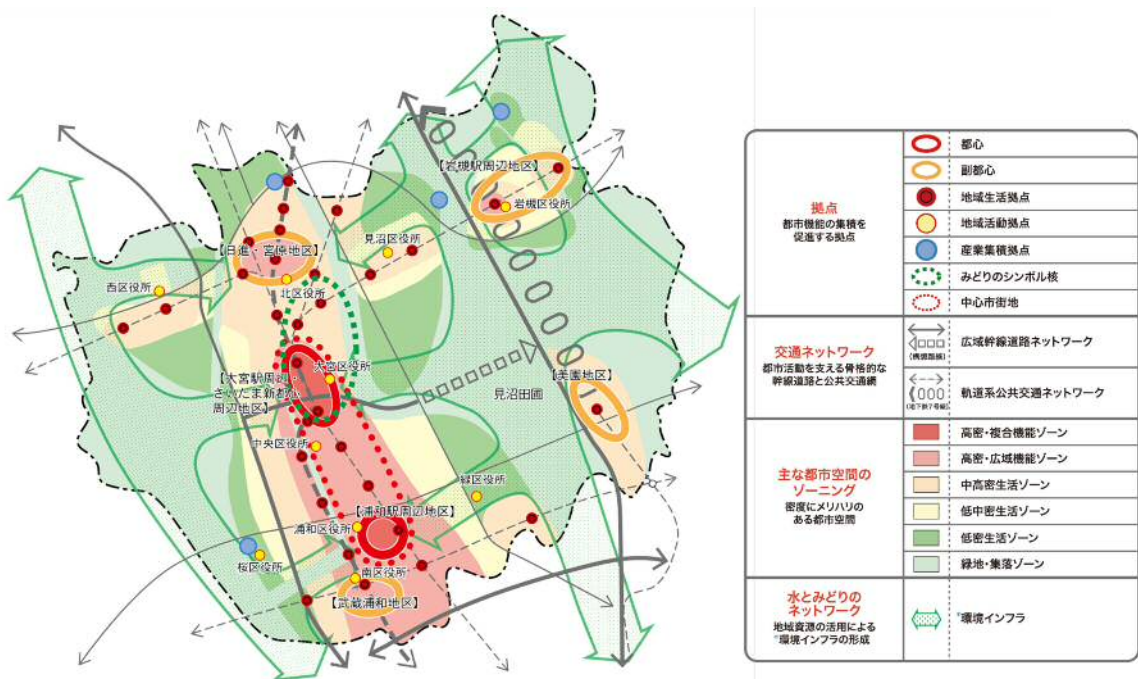 【岩槻駅周辺地区】
岩槻区役所
見沼区役所
【日進・宮原地区】
西区役所
北区役所
大宮区役所
【大宮駅周辺・
さいたま新都心
周辺地区】
見沼田圃
【美園地区】
中央区役所
緑区役所
【浦和駅周辺地区】
浦和区役所
桜区役所
南区役所
【武蔵浦和地区】
拠点
都市機能の集積を
促進する拠点
都心
副都心
地域生活拠点
地域活動拠点
産業集積拠点
みどりのシンボル核
中心市街地
交通ネットワーク
都市活動を支える骨格的な
幹線道路と公共交通網
広域幹線道路ネットワーク
軌道系公共交通ネットワーク
(地下鉄7号線)
主な都市空間の
ゾーニング
密度にメリハリの
ある都市空間
高密・複合機能ゾーン
高密・広域機能ゾーン
中高密生活ゾーン
低中密生活ゾーン
低密生活ゾーン
緑地・集落ゾーン
水とみどりの
ネットワーク
地域資源の活用による
*環境インフラの形成
*環境インフラ